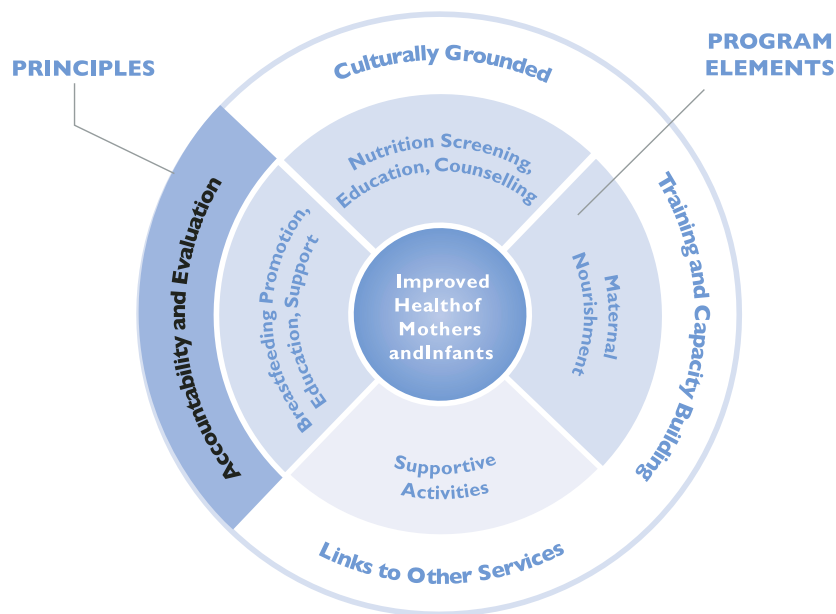 PRINCIPLES
PROGRAM
ELEMENTS
Culturally Grounded
Nutrition Screening,
Education, Counselling
Training and Capacity Building
Maternal
Nourishment
Accountability and Evaluation
Breastfeeding Promotion,
Education, Support
Improved
Healthof
Mothers
andInfants
Supportive
Activities
Links to Other Services